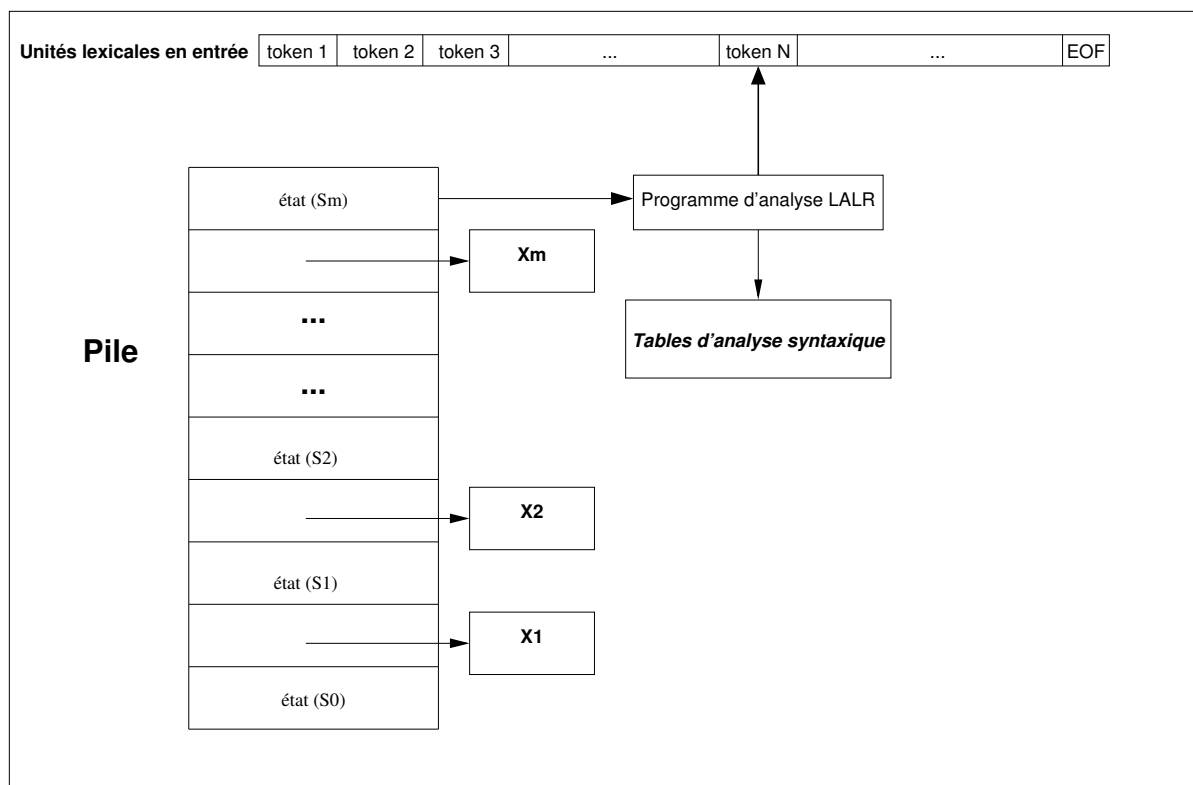 Unités lexicales en entrée token 1 token 2 token 3 ... token N ... EOF
état (Sm)
Programme d'analyse LALR
Xm
...
Tables d'analyse syntaxique
Pile
...
état (S2)
X2
état (S1)
X1
état (S0)